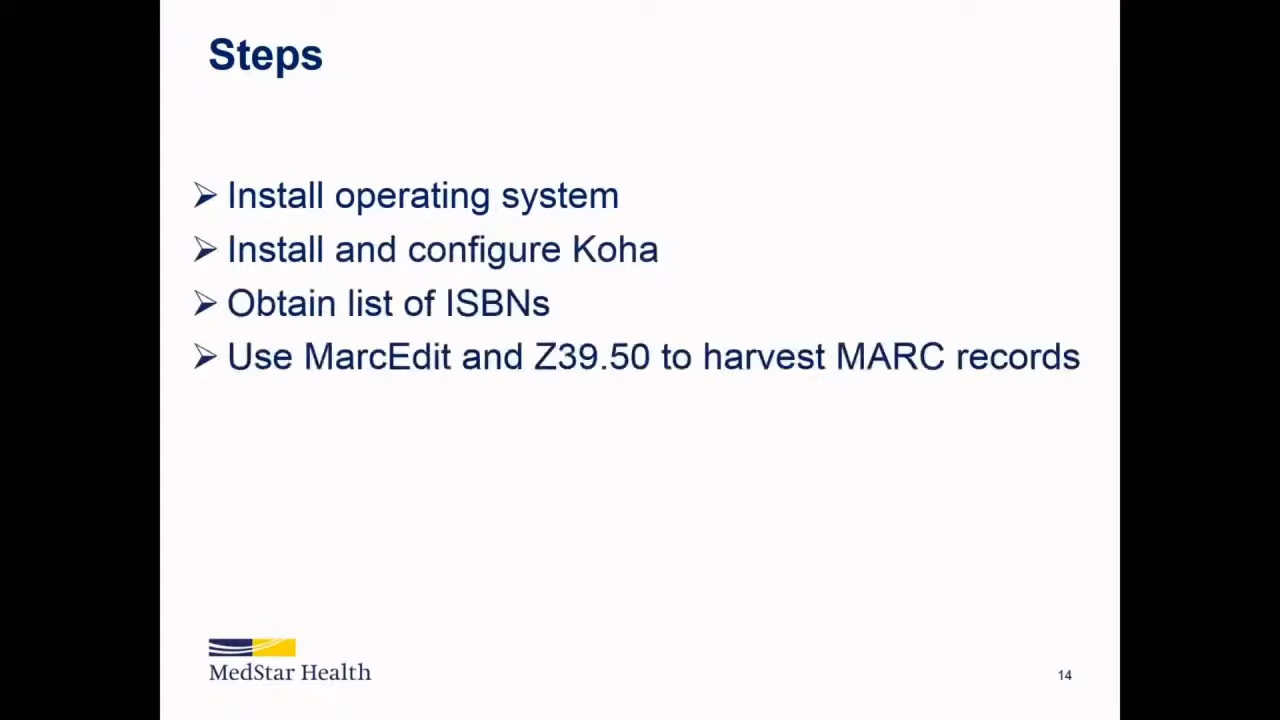 Steps
Install operating system
Install and configure Koha
Obtain list of ISBNs
Use MarcEdit and Z39.50 to harvest MARC records
MedStar Health
14